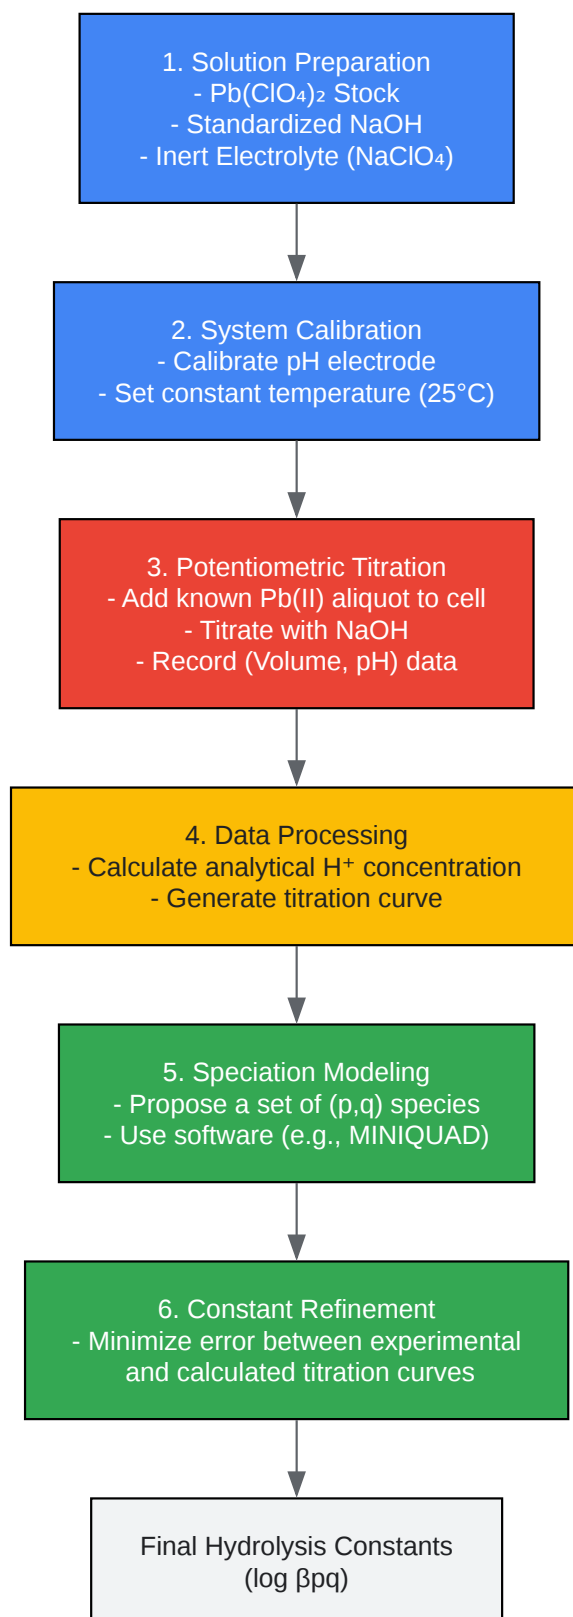 1. Solution Preparation
- Pb(ClO₄)₂ Stock
- Standardized NaOH
- Inert Electrolyte (NaClO₄)
2. System Calibration
- Calibrate pH electrode
- Set constant temperature (25°C)
3. Potentiometric Titration
- Add known Pb(II) aliquot to cell
- Titrate with NaOH
- Record (Volume, pH) data
4. Data Processing
- Calculate analytical H⁺ concentration
- Generate titration curve
5. Speciation Modeling
- Propose a set of (p,q) species
- Use software (e.g., MINIQUAD)
6. Constant Refinement
- Minimize error between experimental
and calculated titration curves
Final Hydrolysis Constants
(log βpq)